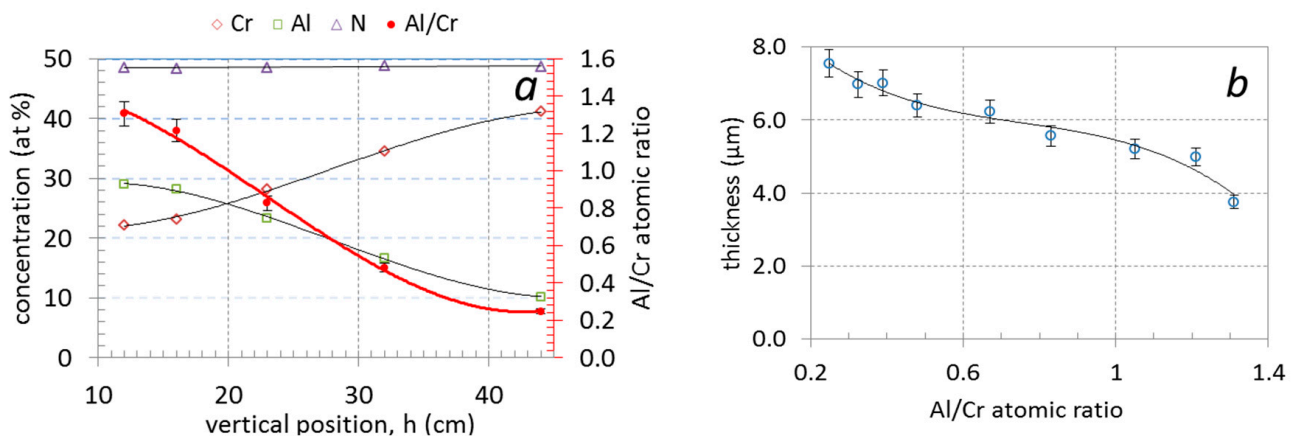 Cr Al N Al/Cr
50
40
30
20
10
0
10 20 30 40
1.6
1.4
1.2
1.0
0.8
0.6
0.4
0.2
0.0
concentration (at %)
vertical position, h (cm)
Al/Cr atomic ratio
a
8.0
6.0
4.0
2.0
0.0
0.2 0.6 1 1.4
thickness (μm)
Al/Cr atomic ratio
b